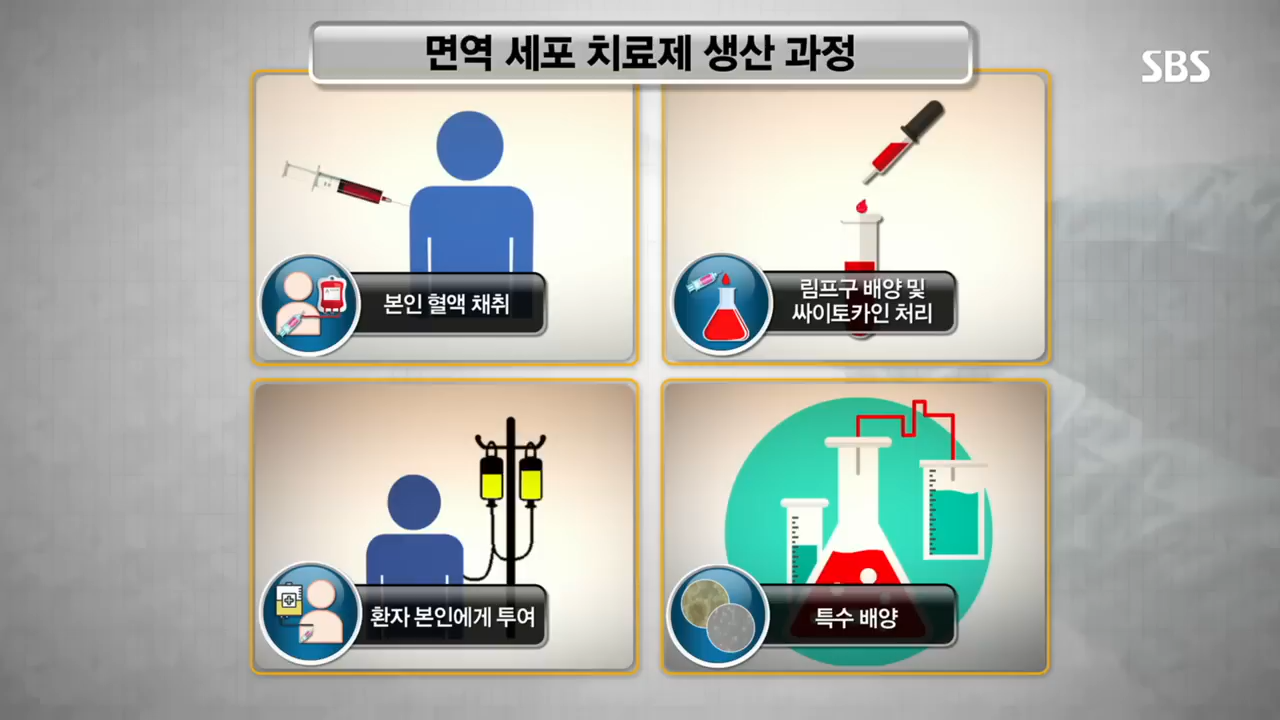 면역 세포 치료제 생산 과정
SBS
본인 혈액 채취
림프구 배양 및
싸이토카인 처리
환자 본인에게 투여
특수 배양